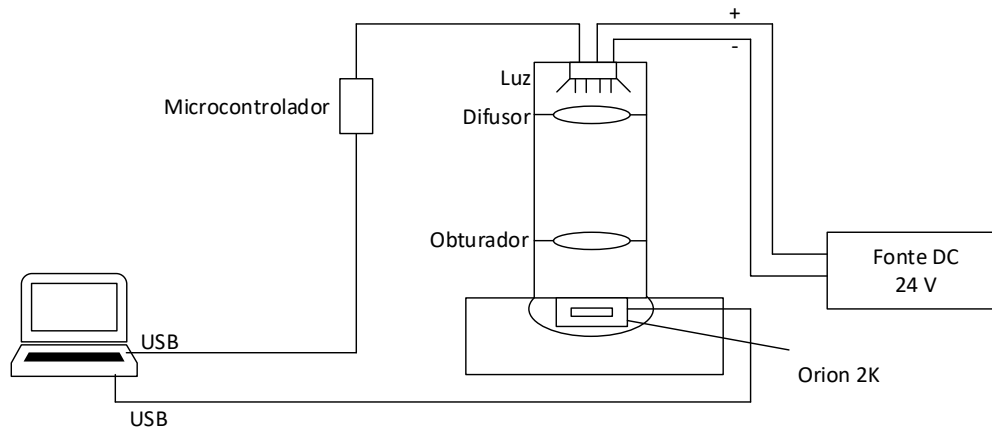 +
-
Luz
Microcontrolador
Difusor
Obturador
Fonte DC
24 V
USB
Orion 2K
USB